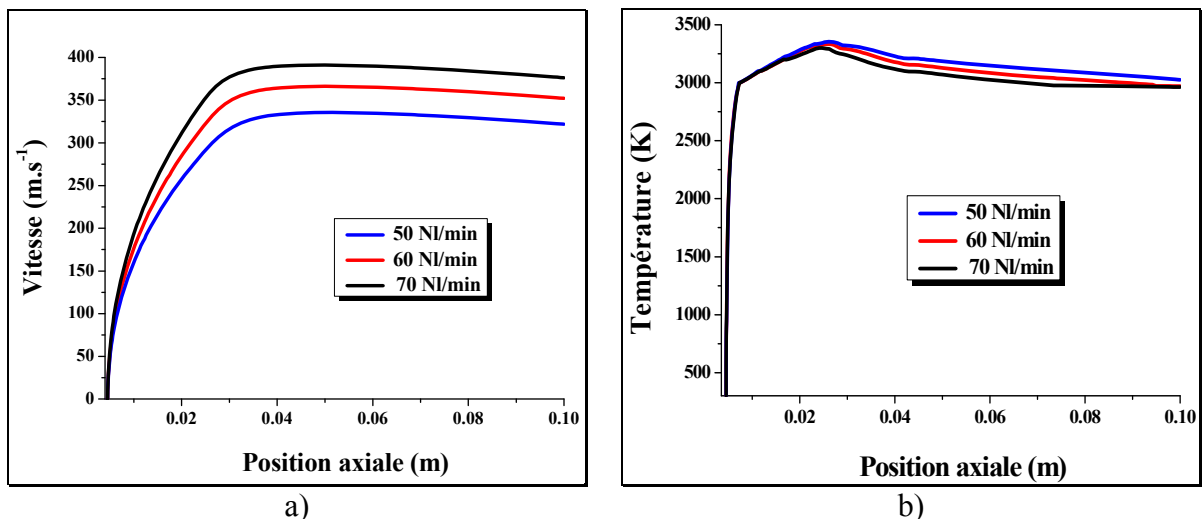 400
350
300
250
200
150
100
50
0
Vitesse (m.s⁻¹)
50 Nl/min
60 Nl/min
70 Nl/min
0.02 0.04 0.06 0.08 0.10
Position axiale (m)
a)
3500
3000
2500
2000
3500
1000
500
Température (K)
50 Nl/min
60 Nl/min
70 Nl/min
0.02 0.04 0.06 0.08 0.10
Position axiale (m)
b)